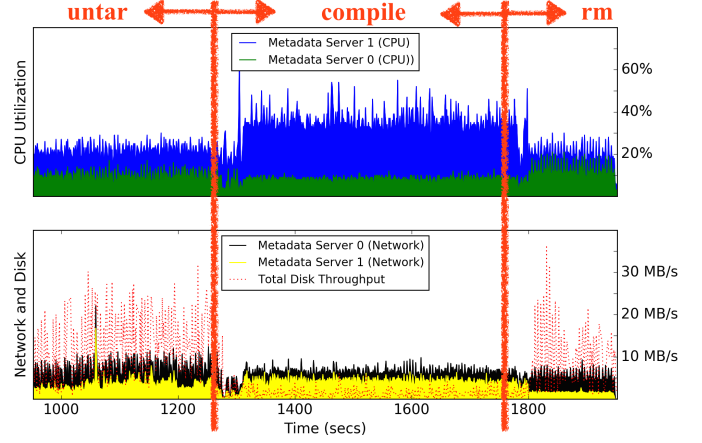 untar compile rm
Metadata Server 1 (CPU)
Metadata Server 0 (CPU))
CPU Utilization
60%
40%
20%
Metadata Server 0 (Network)
Metadata Server 1 (Network)
Total Disk Throughput
Network and Disk
30 MB/s
20 MB/s
10 MB/s
1000 1200 1400 1600 1800
Time (secs)